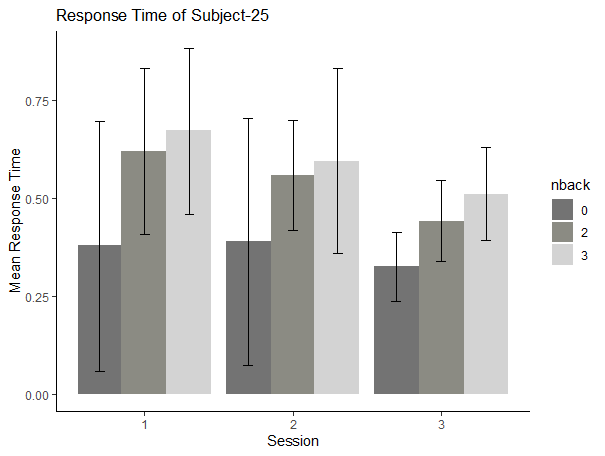 Response Time of Subject-25
Mean Response Time
0.75
0.50
0.25
0.00
1 2 3
Session
nback
0
2
3